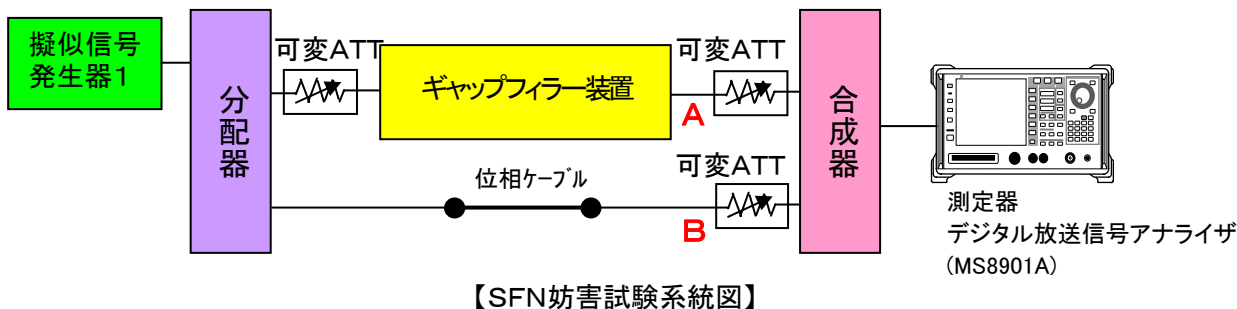 擬似信号
発生器1
分配器
可変ATT
ギャップフィラー装置
可変ATT
A
位相ケーブル
可変ATT
B
合成器
測定器
デジタル放送信号アナライザ
(MS8901A)
【SFN妨害試験系統図】